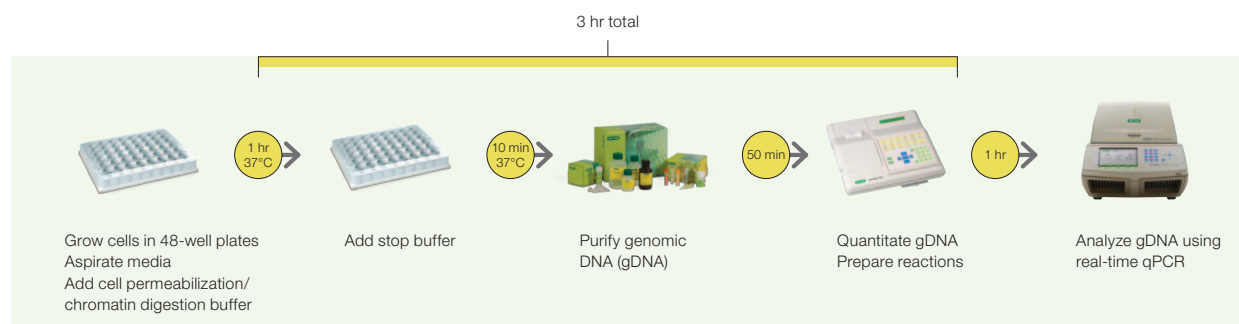 3 hr total
1 hr
37°C
10 min
37°C
50 min
1 hr
Grow cells in 48-well plates
Aspirate media
Add cell permeabilization/
chromatin digestion buffer
Add stop buffer
Purify genomic
DNA (gDNA)
Quantitate gDNA
Prepare reactions
Analyze gDNA using
real-time qPCR